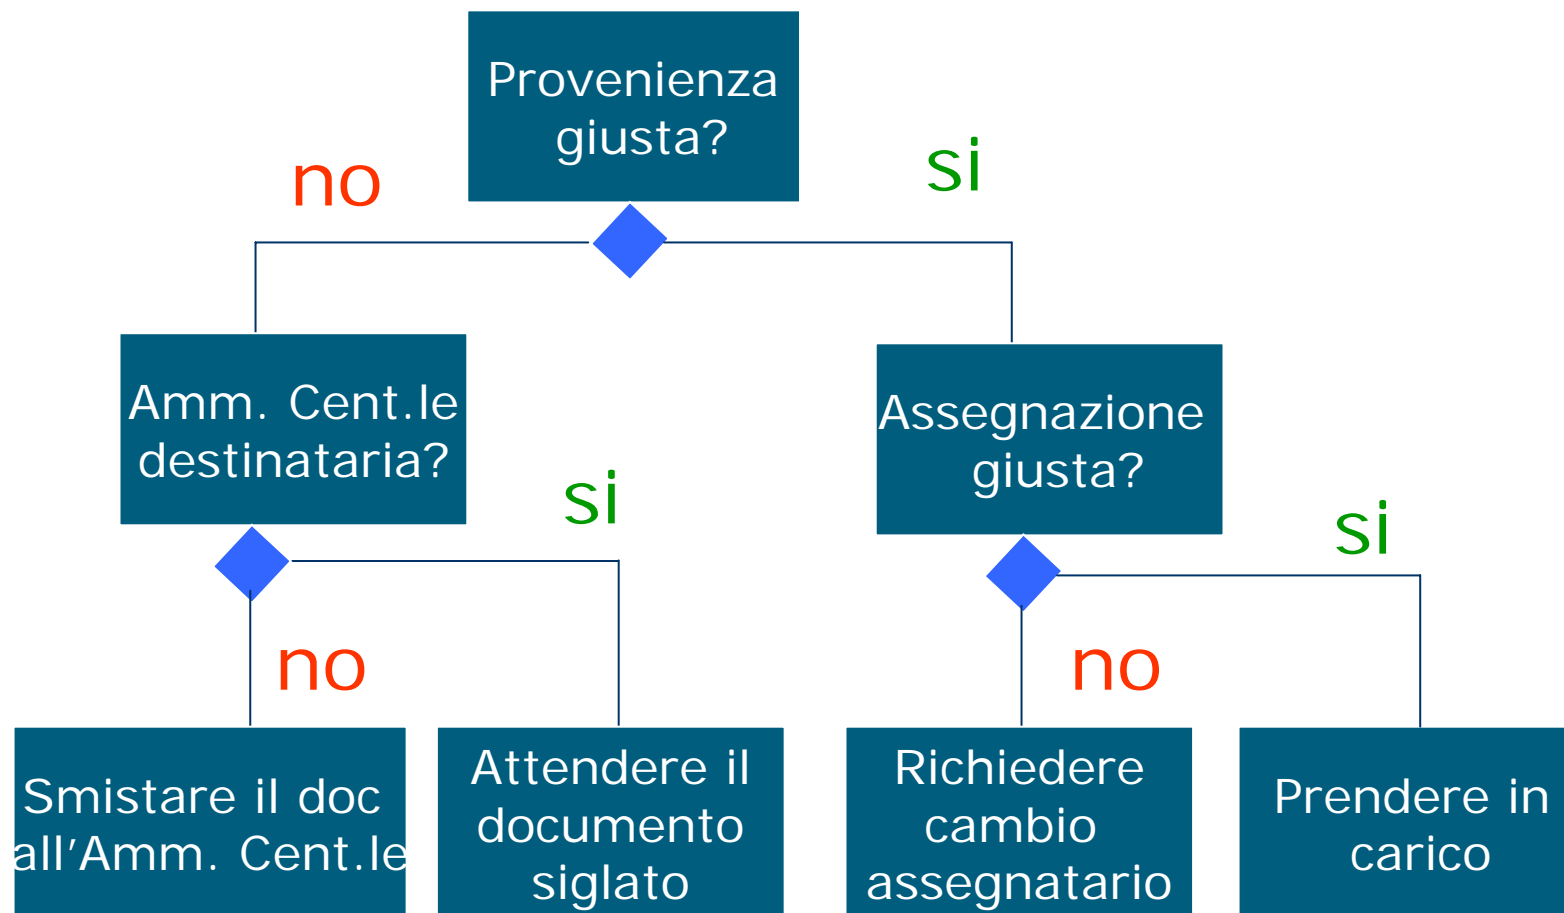 Provenienza
giusta?
no
si
Amm. Cent.le
destinataria?
Assegnazione
giusta?
si
si
no
no
Smistare il doc
all’Amm. Cent.le
Attendere il
documento
siglato
Richiedere
cambio
assegnatario
Prendere in
carico